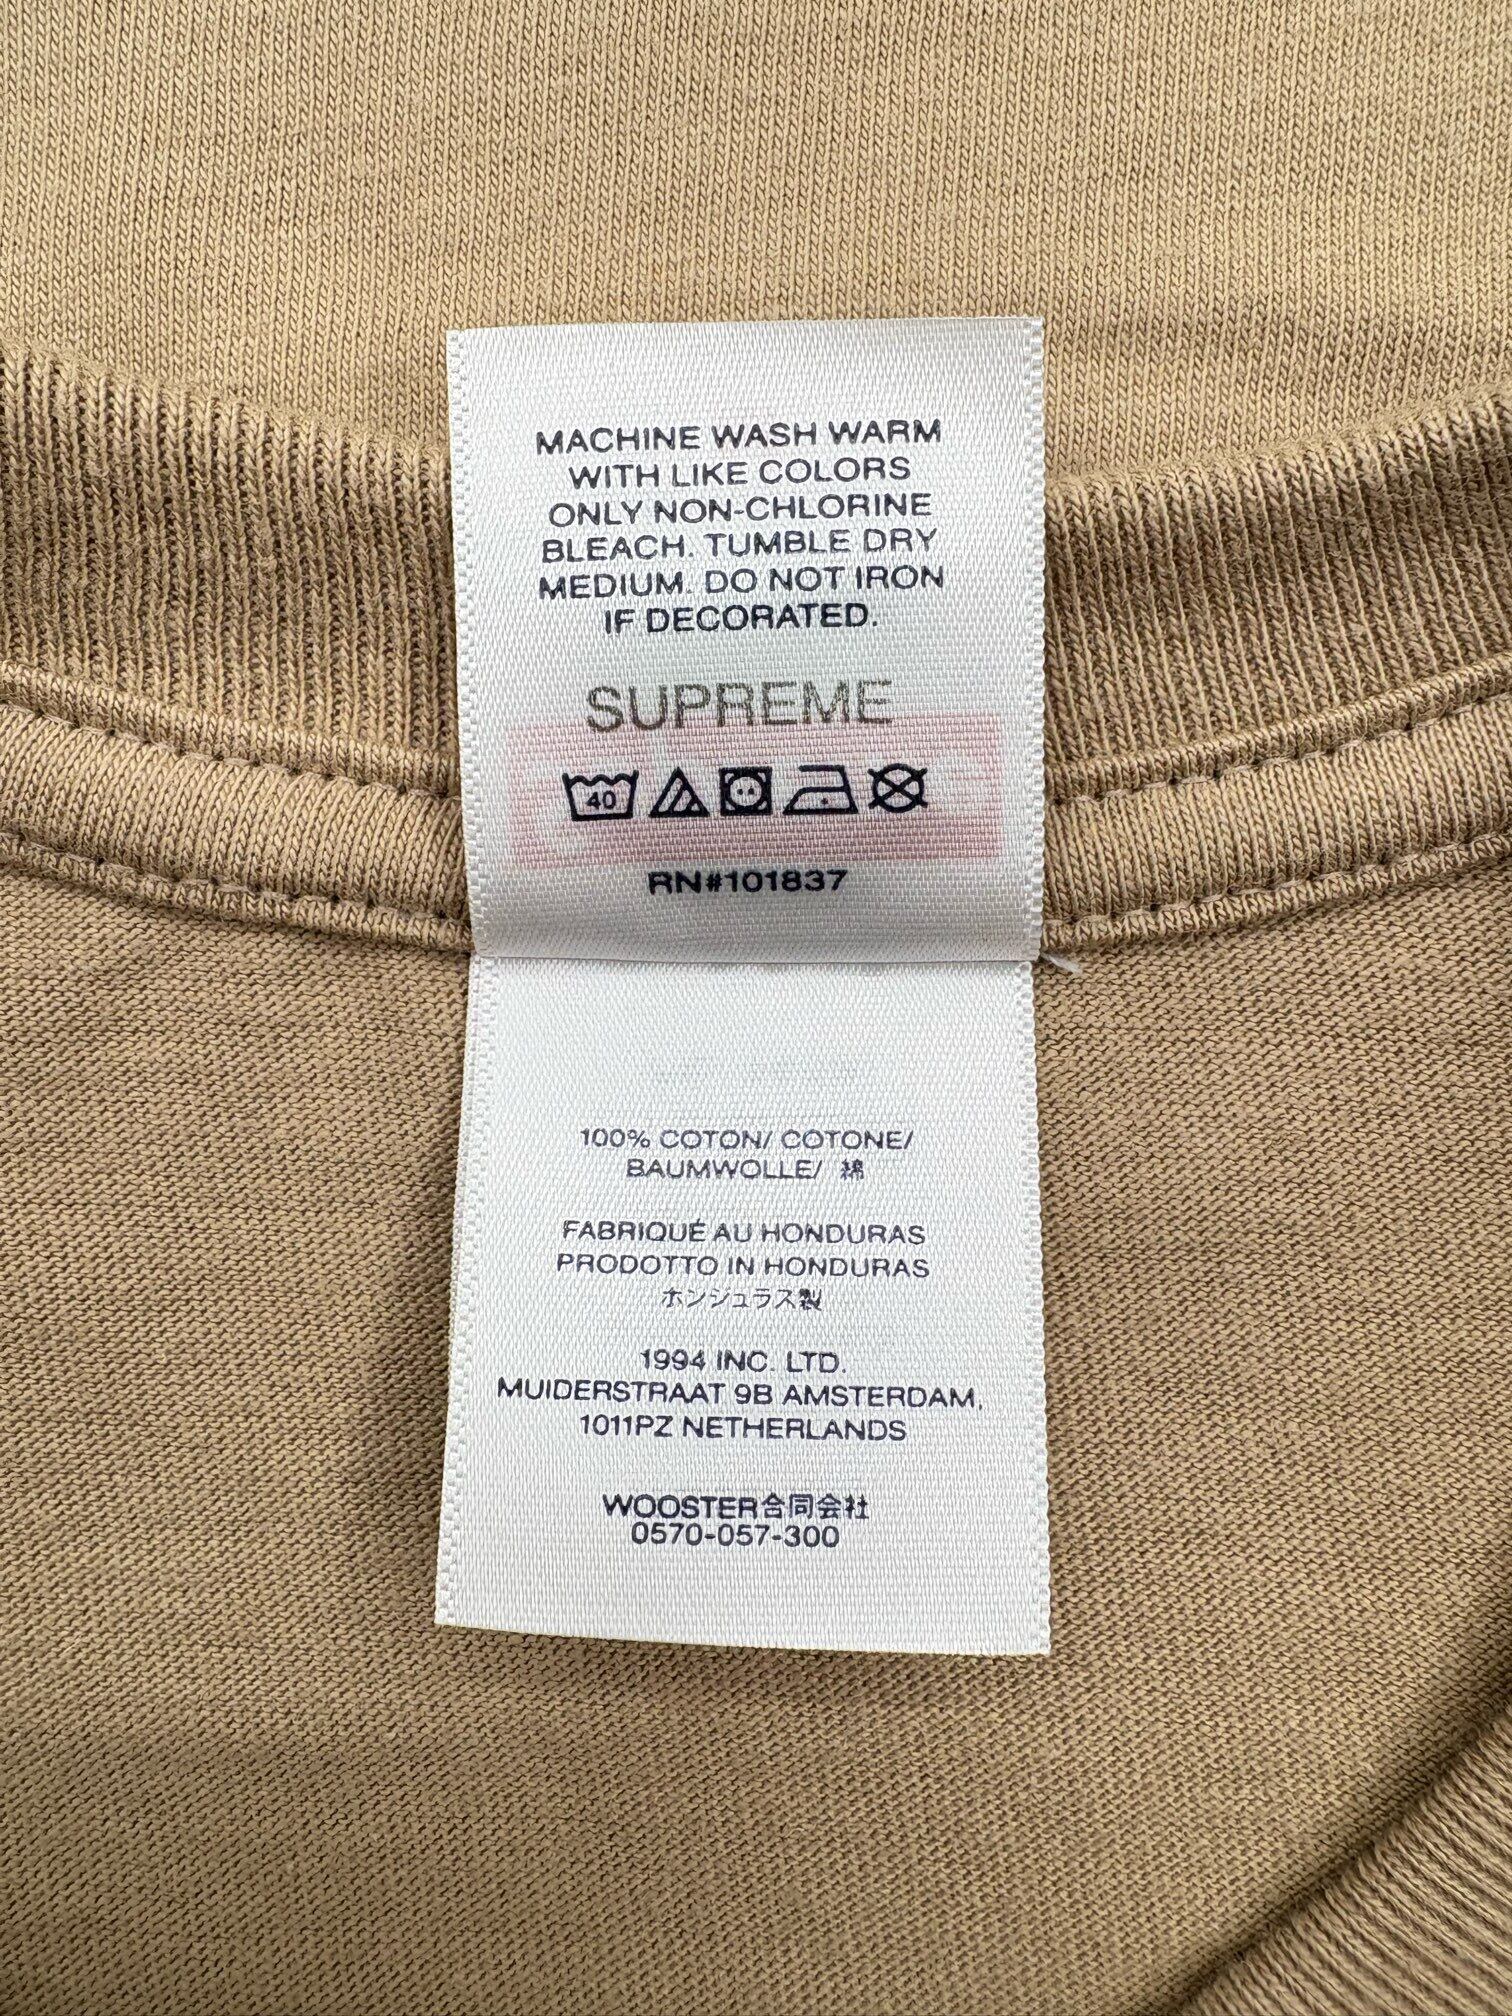 MACHINE WASH WARM
WITH LIKE COLORS
ONLY NON-CHLORINE
BLEACH. TUMBLE DRY
MEDIUM. DO NOT IRON
IF DECORATED.
SUPREME
40
RN#101837
100% COTON/ COTONE/
BAUMWOLLE/ 綿
FABRIQUÉ AU HONDURAS
PRODOTTO IN HONDURAS
ホンジュラス製
1994 INC. LTD.
MUIDERSTRAAT 9B AMSTERDAM,
1011PZ NETHERLANDS
WOOSTER合同会社
0570-057-300